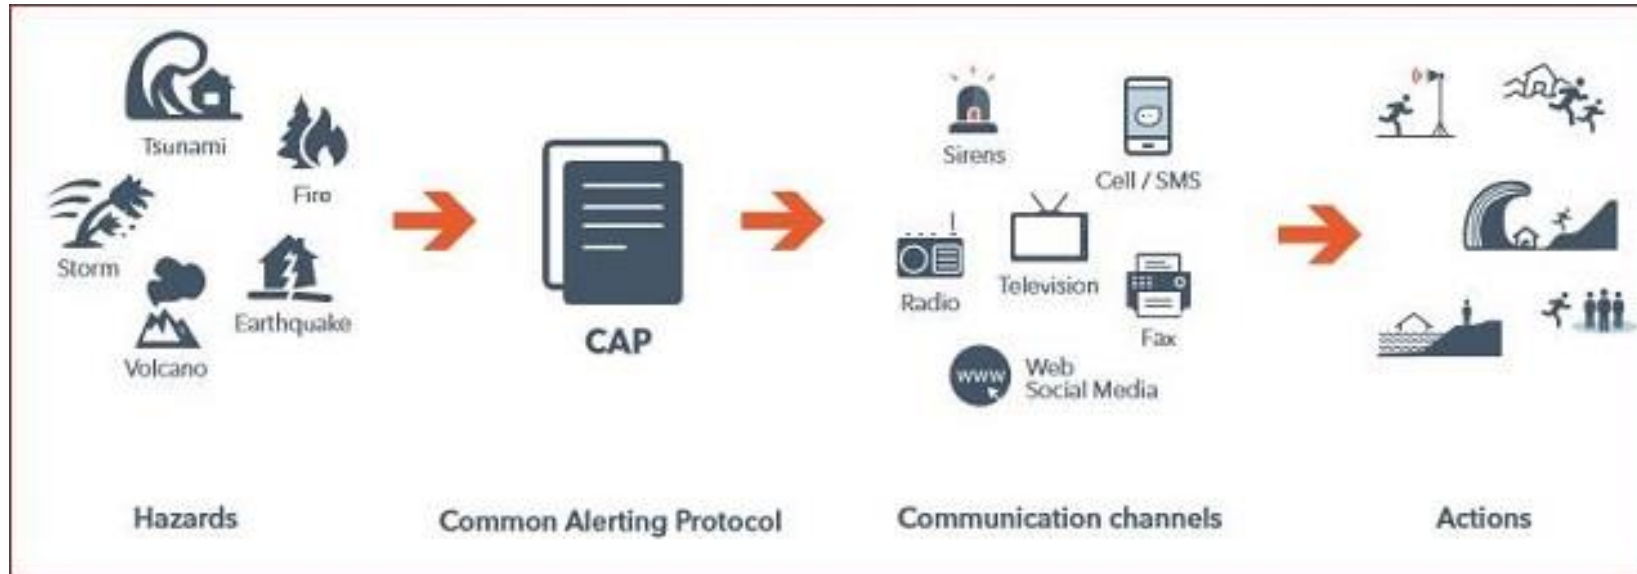 Tsunami
Fire
Storm
Volcano
Earthquake
CAP
Sirens
Cell / SMS
Radio
Television
Fax
www
Web
Social Media
Hazards
Common Alerting Protocol
Communication channels
Actions